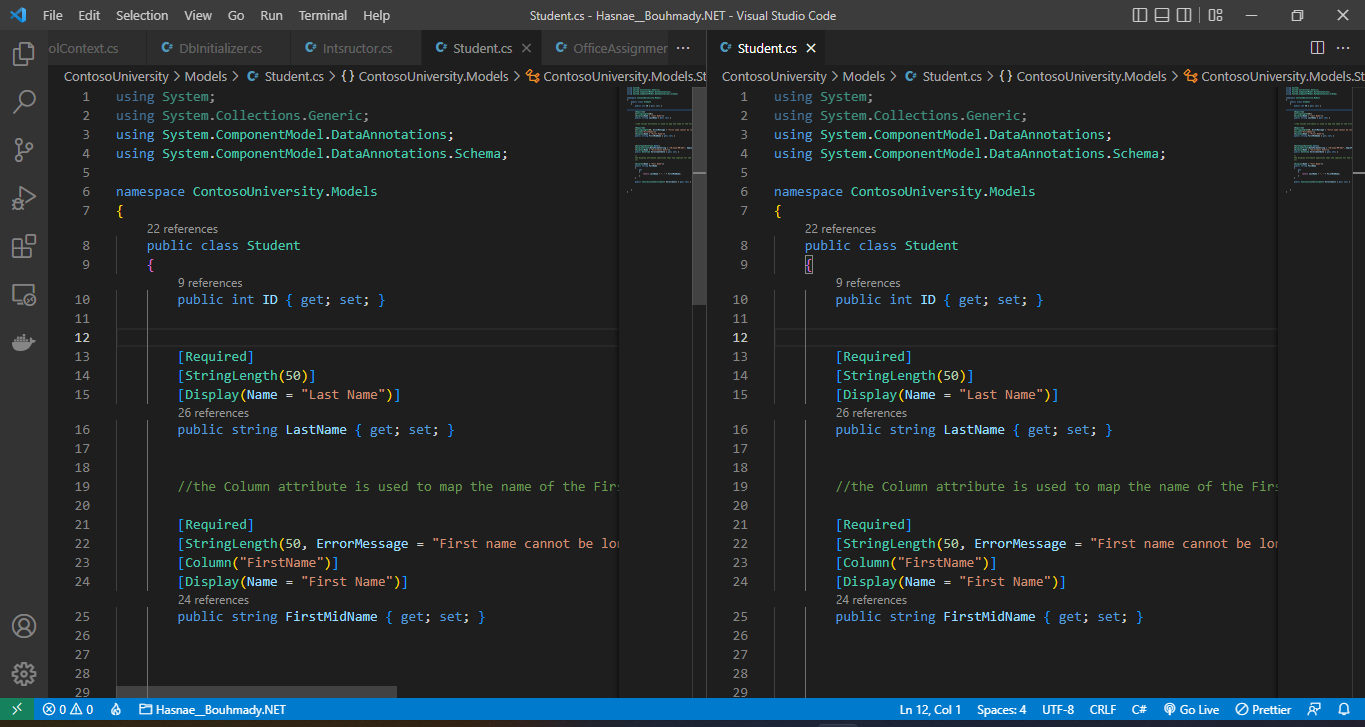 File Edit Selection View Go Run Terminal Help
Student.cs - Hasnae__Bouhmady.NET - Visual Studio Code
olContext.cs
DbInitializer.cs
Intsructor.cs
Student.cs
OfficeAssignmer
ContosoUniversity > Models > Student.cs > {} ContosoUniversity.Models > ContosoUniversity.Models.St
1 using System;
2 using System.Collections.Generic;
3 using System.ComponentModel.DataAnnotations;
4 using System.ComponentModel.DataAnnotations.Schema;
5
6 namespace ContosoUniversity.Models
7 {
22 references
8 public class Student
9 {
9 references
10 public int ID { get; set; }
11
12
13 [Required]
14 [StringLength(50)]
15 [Display(Name = "Last Name")]
26 references
16 public string LastName { get; set; }
17
18
19 //the Column attribute is used to map the name of the Firs
20
21 [Required]
22 [StringLength(50, ErrorMessage = "First name cannot be lon
23 [Column("FirstName")]
24 [Display(Name = "First Name")]
24 references
25 public string FirstMidName { get; set; }
26
27
28
29
Student.cs
ContosoUniversity > Models > Student.cs > {} ContosoUniversity.Models > ContosoUniversity.Models.St
1 using System;
2 using System.Collections.Generic;
3 using System.ComponentModel.DataAnnotations;
4 using System.ComponentModel.DataAnnotations.Schema;
5
6 namespace ContosoUniversity.Models
7 {
22 references
8 public class Student
9 {
9 references
10 public int ID { get; set; }
11
12
13 [Required]
14 [StringLength(50)]
15 [Display(Name = "Last Name")]
26 references
16 public string LastName { get; set; }
17
18
19 //the Column attribute is used to map the name of the Firs
20
21 [Required]
22 [StringLength(50, ErrorMessage = "First name cannot be lon
23 [Column("FirstName")]
24 [Display(Name = "First Name")]
24 references
25 public string FirstMidName { get; set; }
26
27
28
29
0 0 Hasnae__Bouhmady.NET
Ln 12, Col 1 Spaces: 4 UTF-8 CRLF C# Go Live Prettier